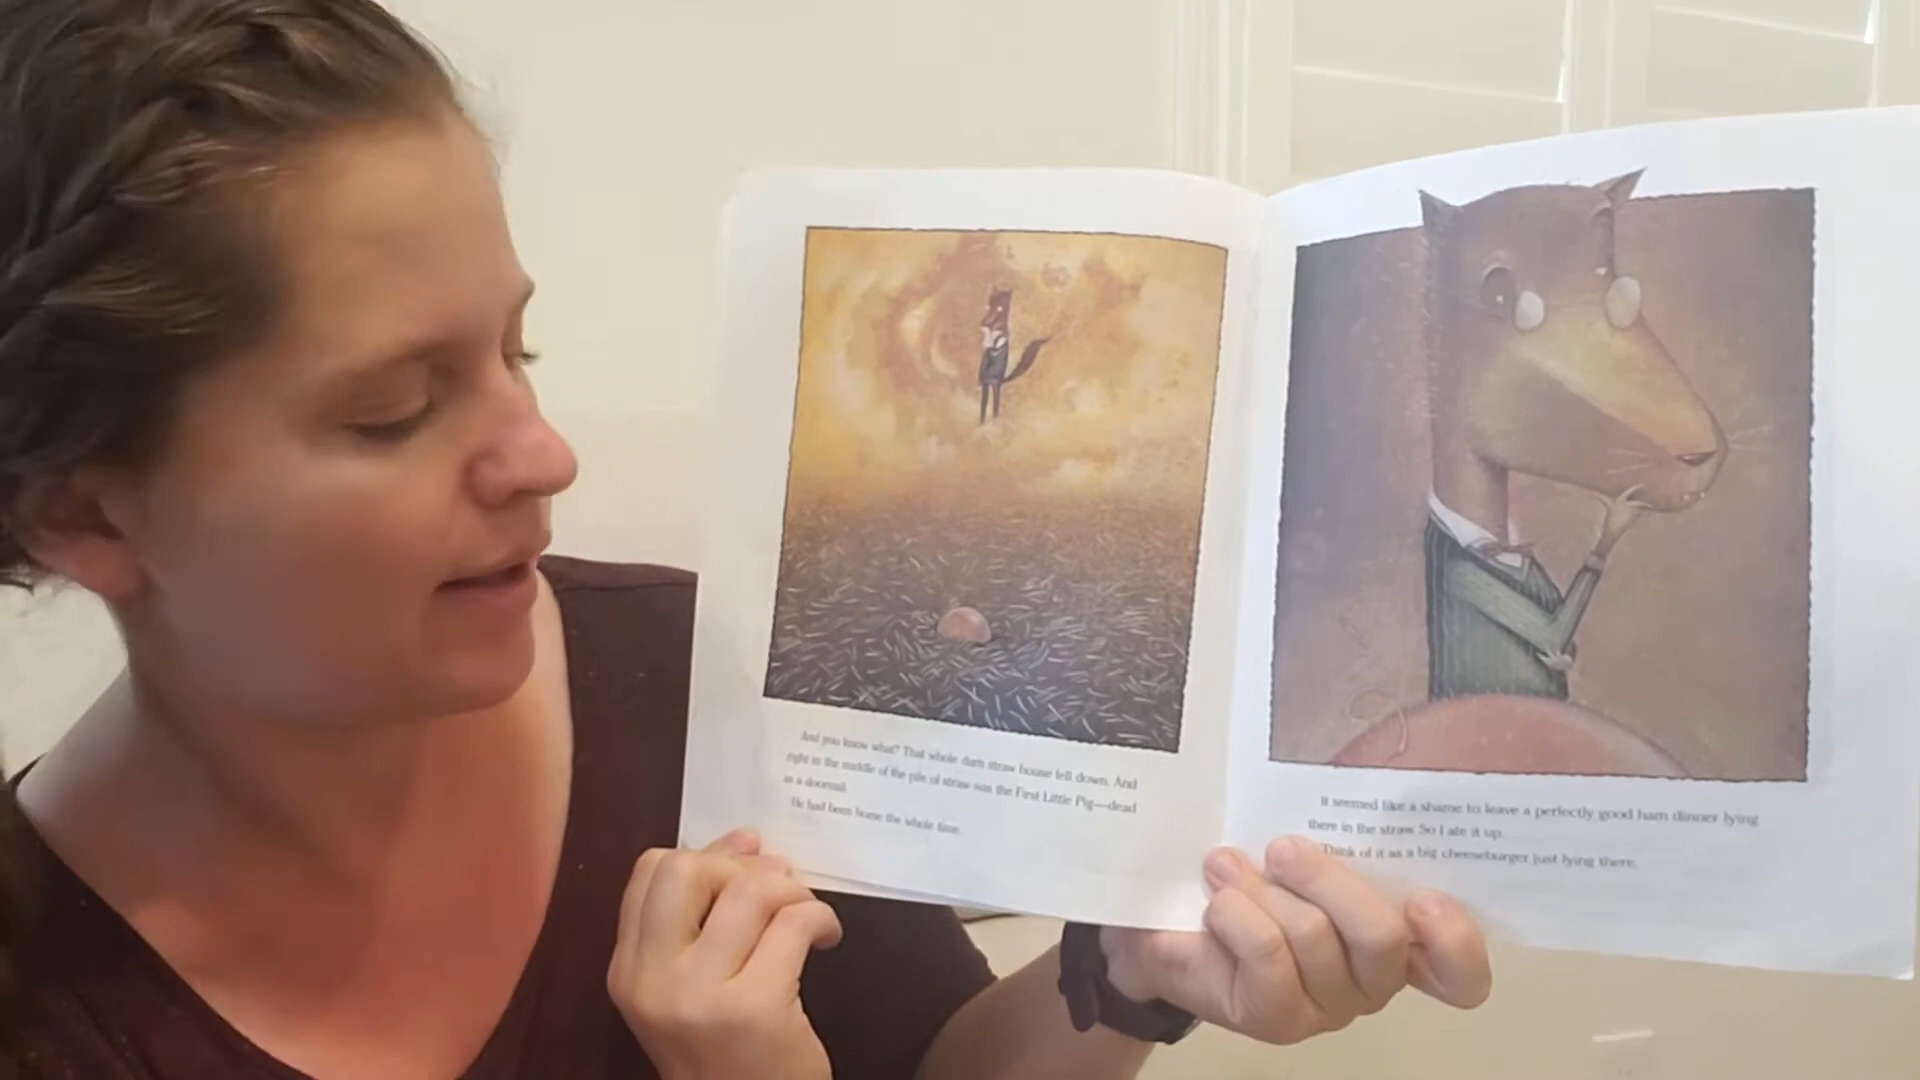 And you know what? That whole darn straw house fell down. And
right in the middle of the pile of straw was the First Little Pig—dead
as a doornail.
He had been home the whole time.
It seemed like a shame to leave a perfectly good ham dinner lying
there in the straw. So I ate it up.
Think of it as a big cheeseburger just lying there.